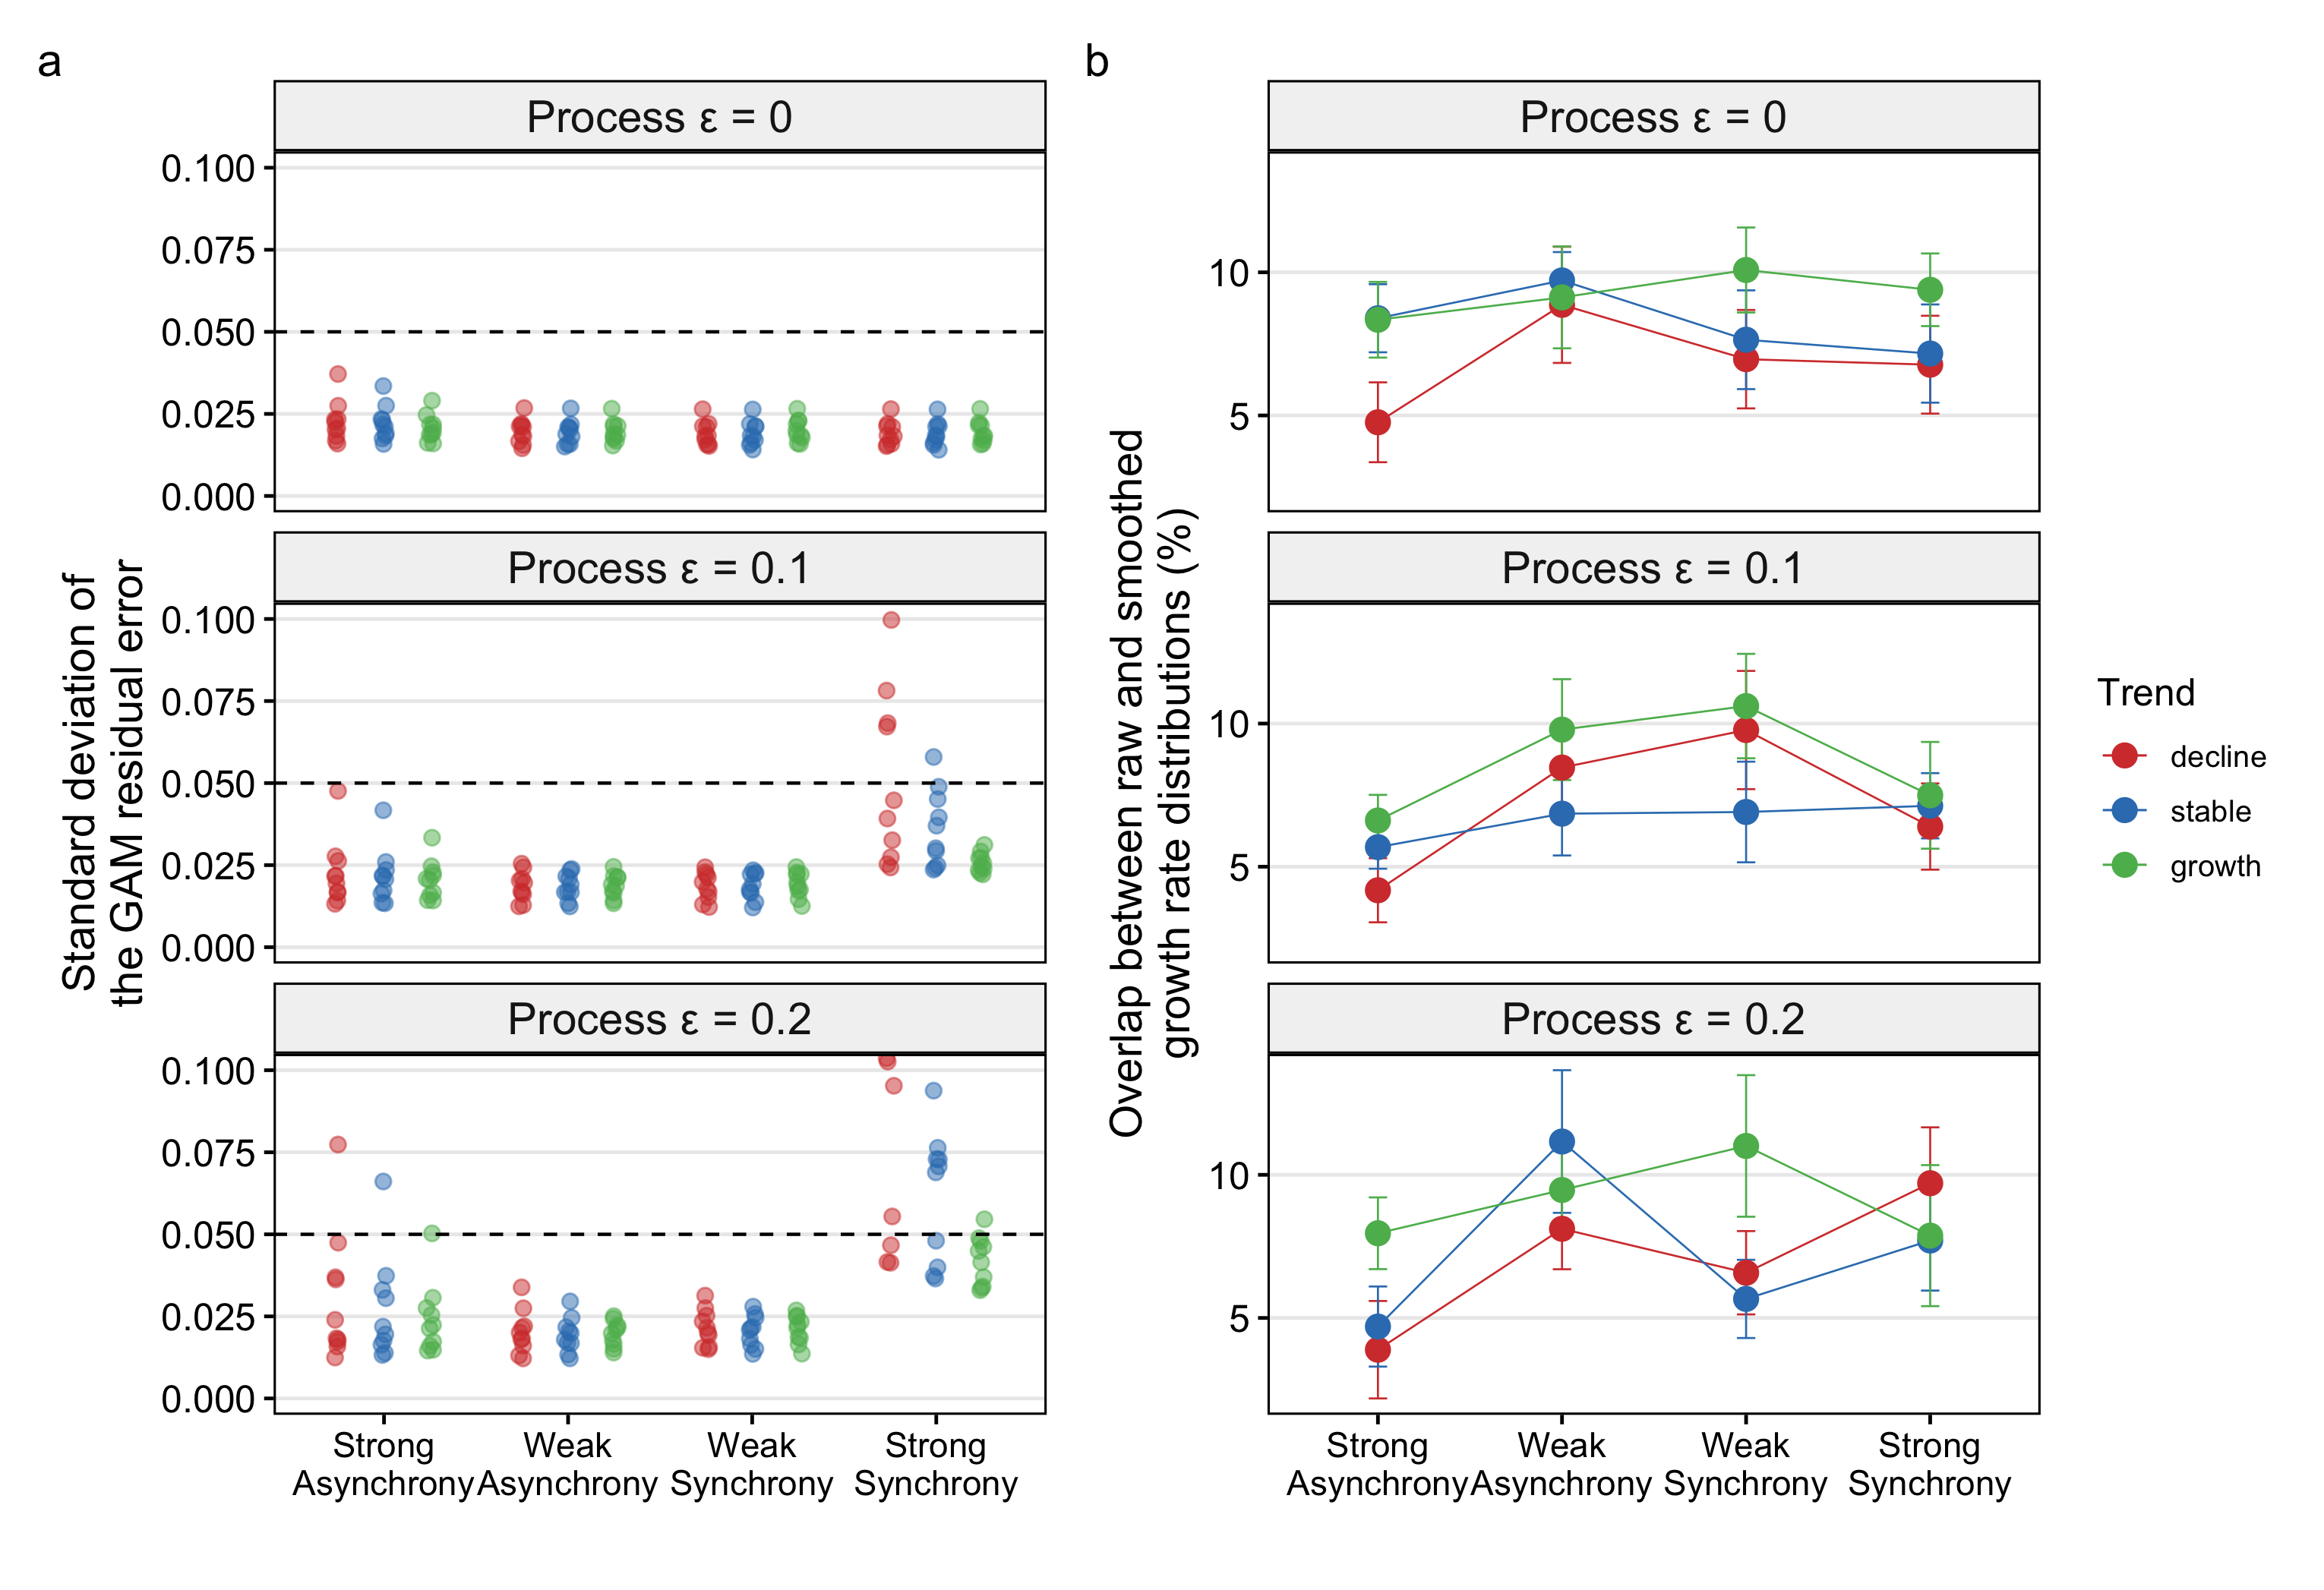 a
Process ε = 0
0.100
0.075
0.050
0.025
0.000
Process ε = 0.1
0.100
0.075
0.050
0.025
0.000
Process ε = 0.2
0.100
0.075
0.050
0.025
0.000
Standard deviation of
the GAM residual error
Strong
Asynchrony
Weak
Asynchrony
Weak
Synchrony
Strong
Synchrony
b
Process ε = 0
10
5
Process ε = 0.1
10
5
Process ε = 0.2
10
5
Overlap between raw and smoothed
growth rate distributions (%)
Strong
Asynchrony
Weak
Asynchrony
Weak
Synchrony
Strong
Synchrony
Trend
decline
stable
growth